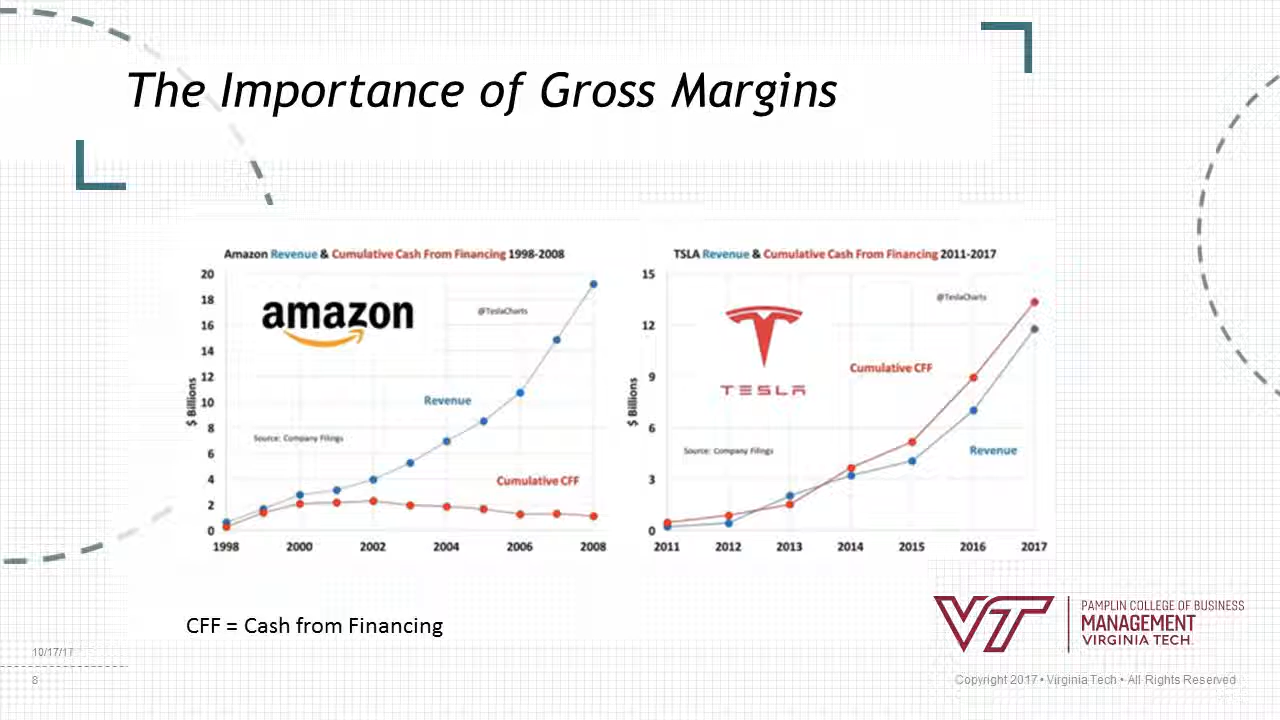 The Importance of Gross Margins
Amazon Revenue & Cumulative Cash From Financing 1998-2008
20
18
16
14
12
10
8
6
4
2
0
$ Billions
amazon
@TeslaCharts
Revenue
Source: Company Filings
Cumulative CFF
1998 2000 2002 2004 2006 2008
TSLA Revenue & Cumulative Cash From Financing 2011-2017
15
12
9
6
3
0
$ Billions
@TeslaCharts
TESLA
Cumulative CFF
Source: Company Filings
Revenue
2011 2012 2013 2014 2015 2016 2017
CFF = Cash from Financing
VT
PAMPLIN COLLEGE OF BUSINESS
MANAGEMENT
VIRGINIA TECH.
10/17/17
8
Copyright 2017 • Virginia Tech • All Rights Reserved